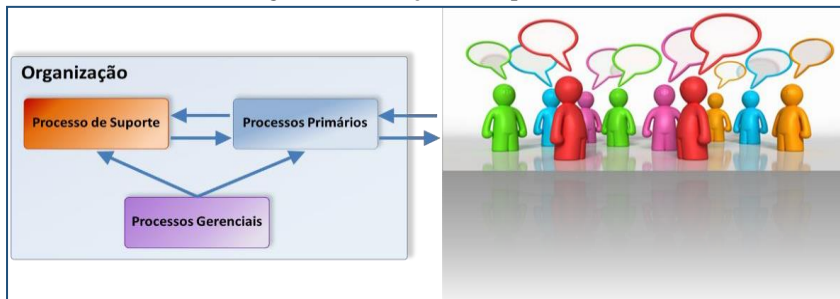 Organização
Processo de Suporte
Processos Primários
Processos Gerenciais